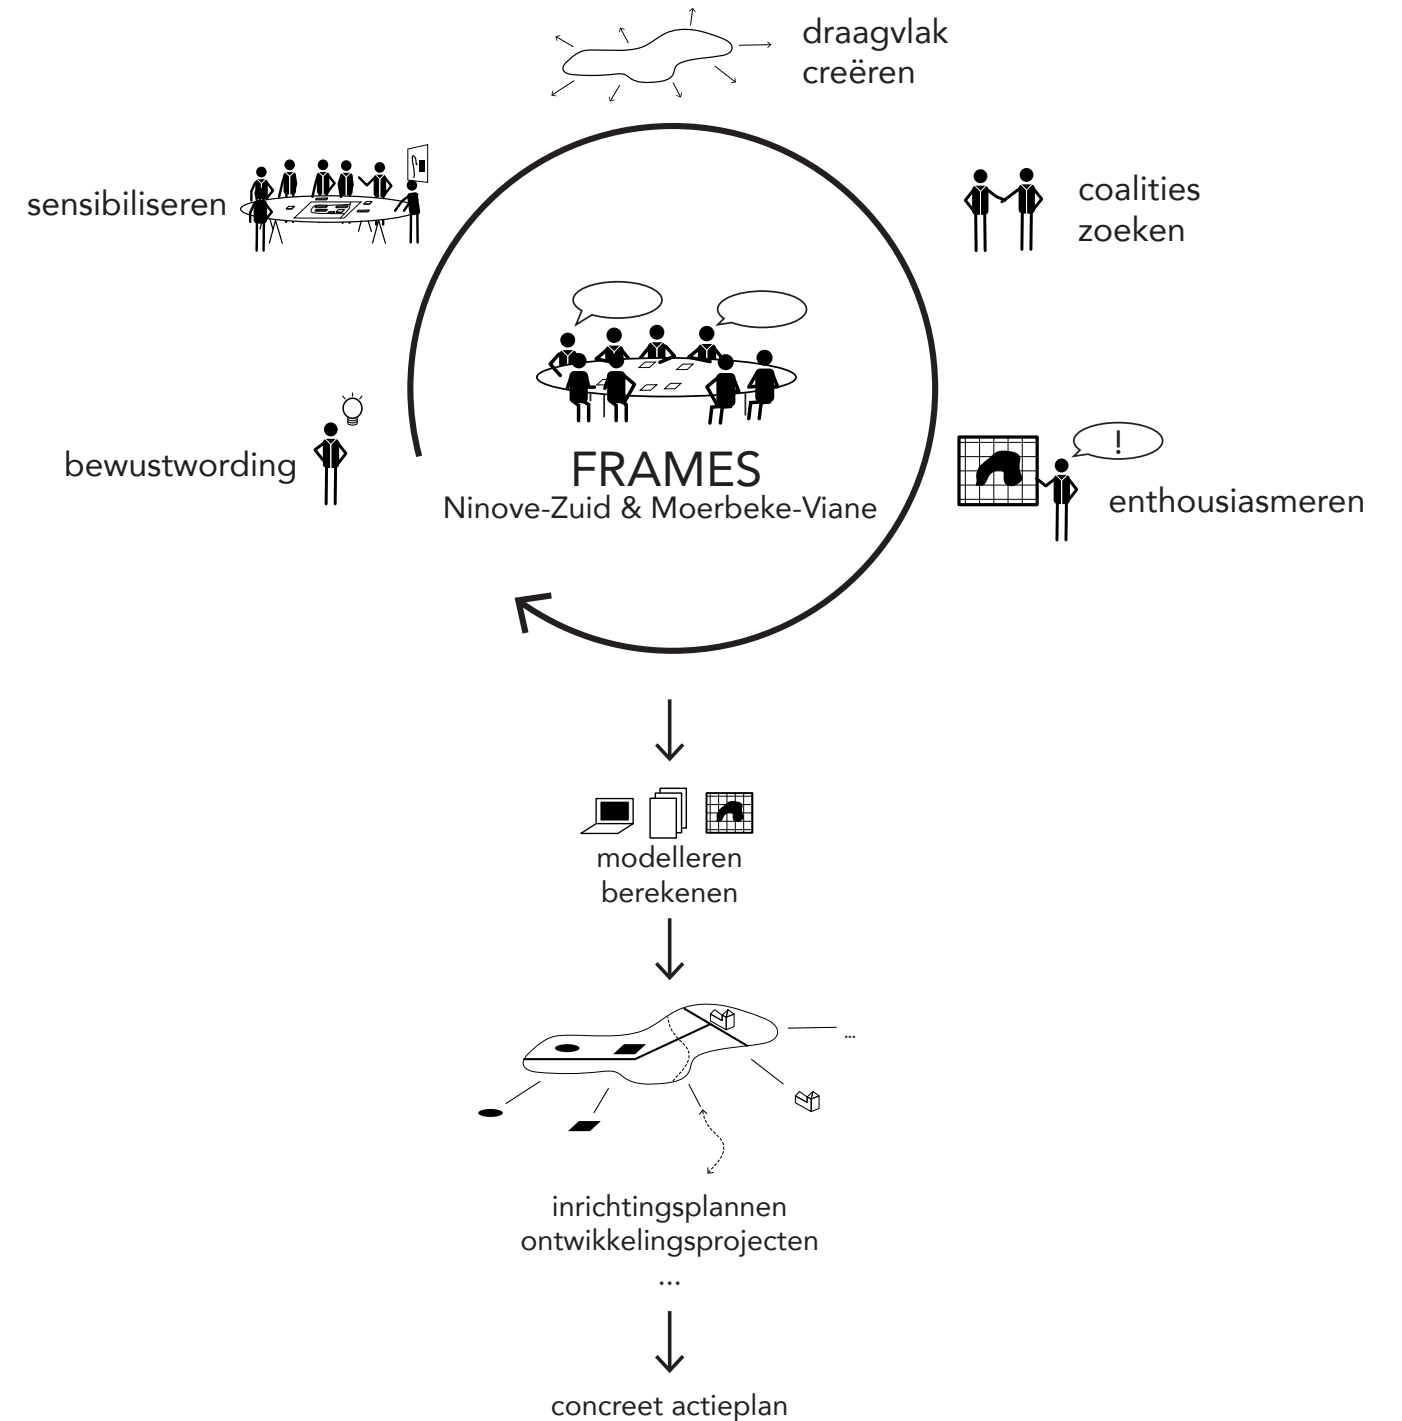 draagvlak
creëren
sensibiliseren
coalities
zoeken
bewustwording
!
enthousiasmeren
FRAMES
Ninove-Zuid & Moerbeke-Viane
modelleren
berekenen
...
inrichtingsplannen
ontwikkelingsprojecten
...
concreet actieplan